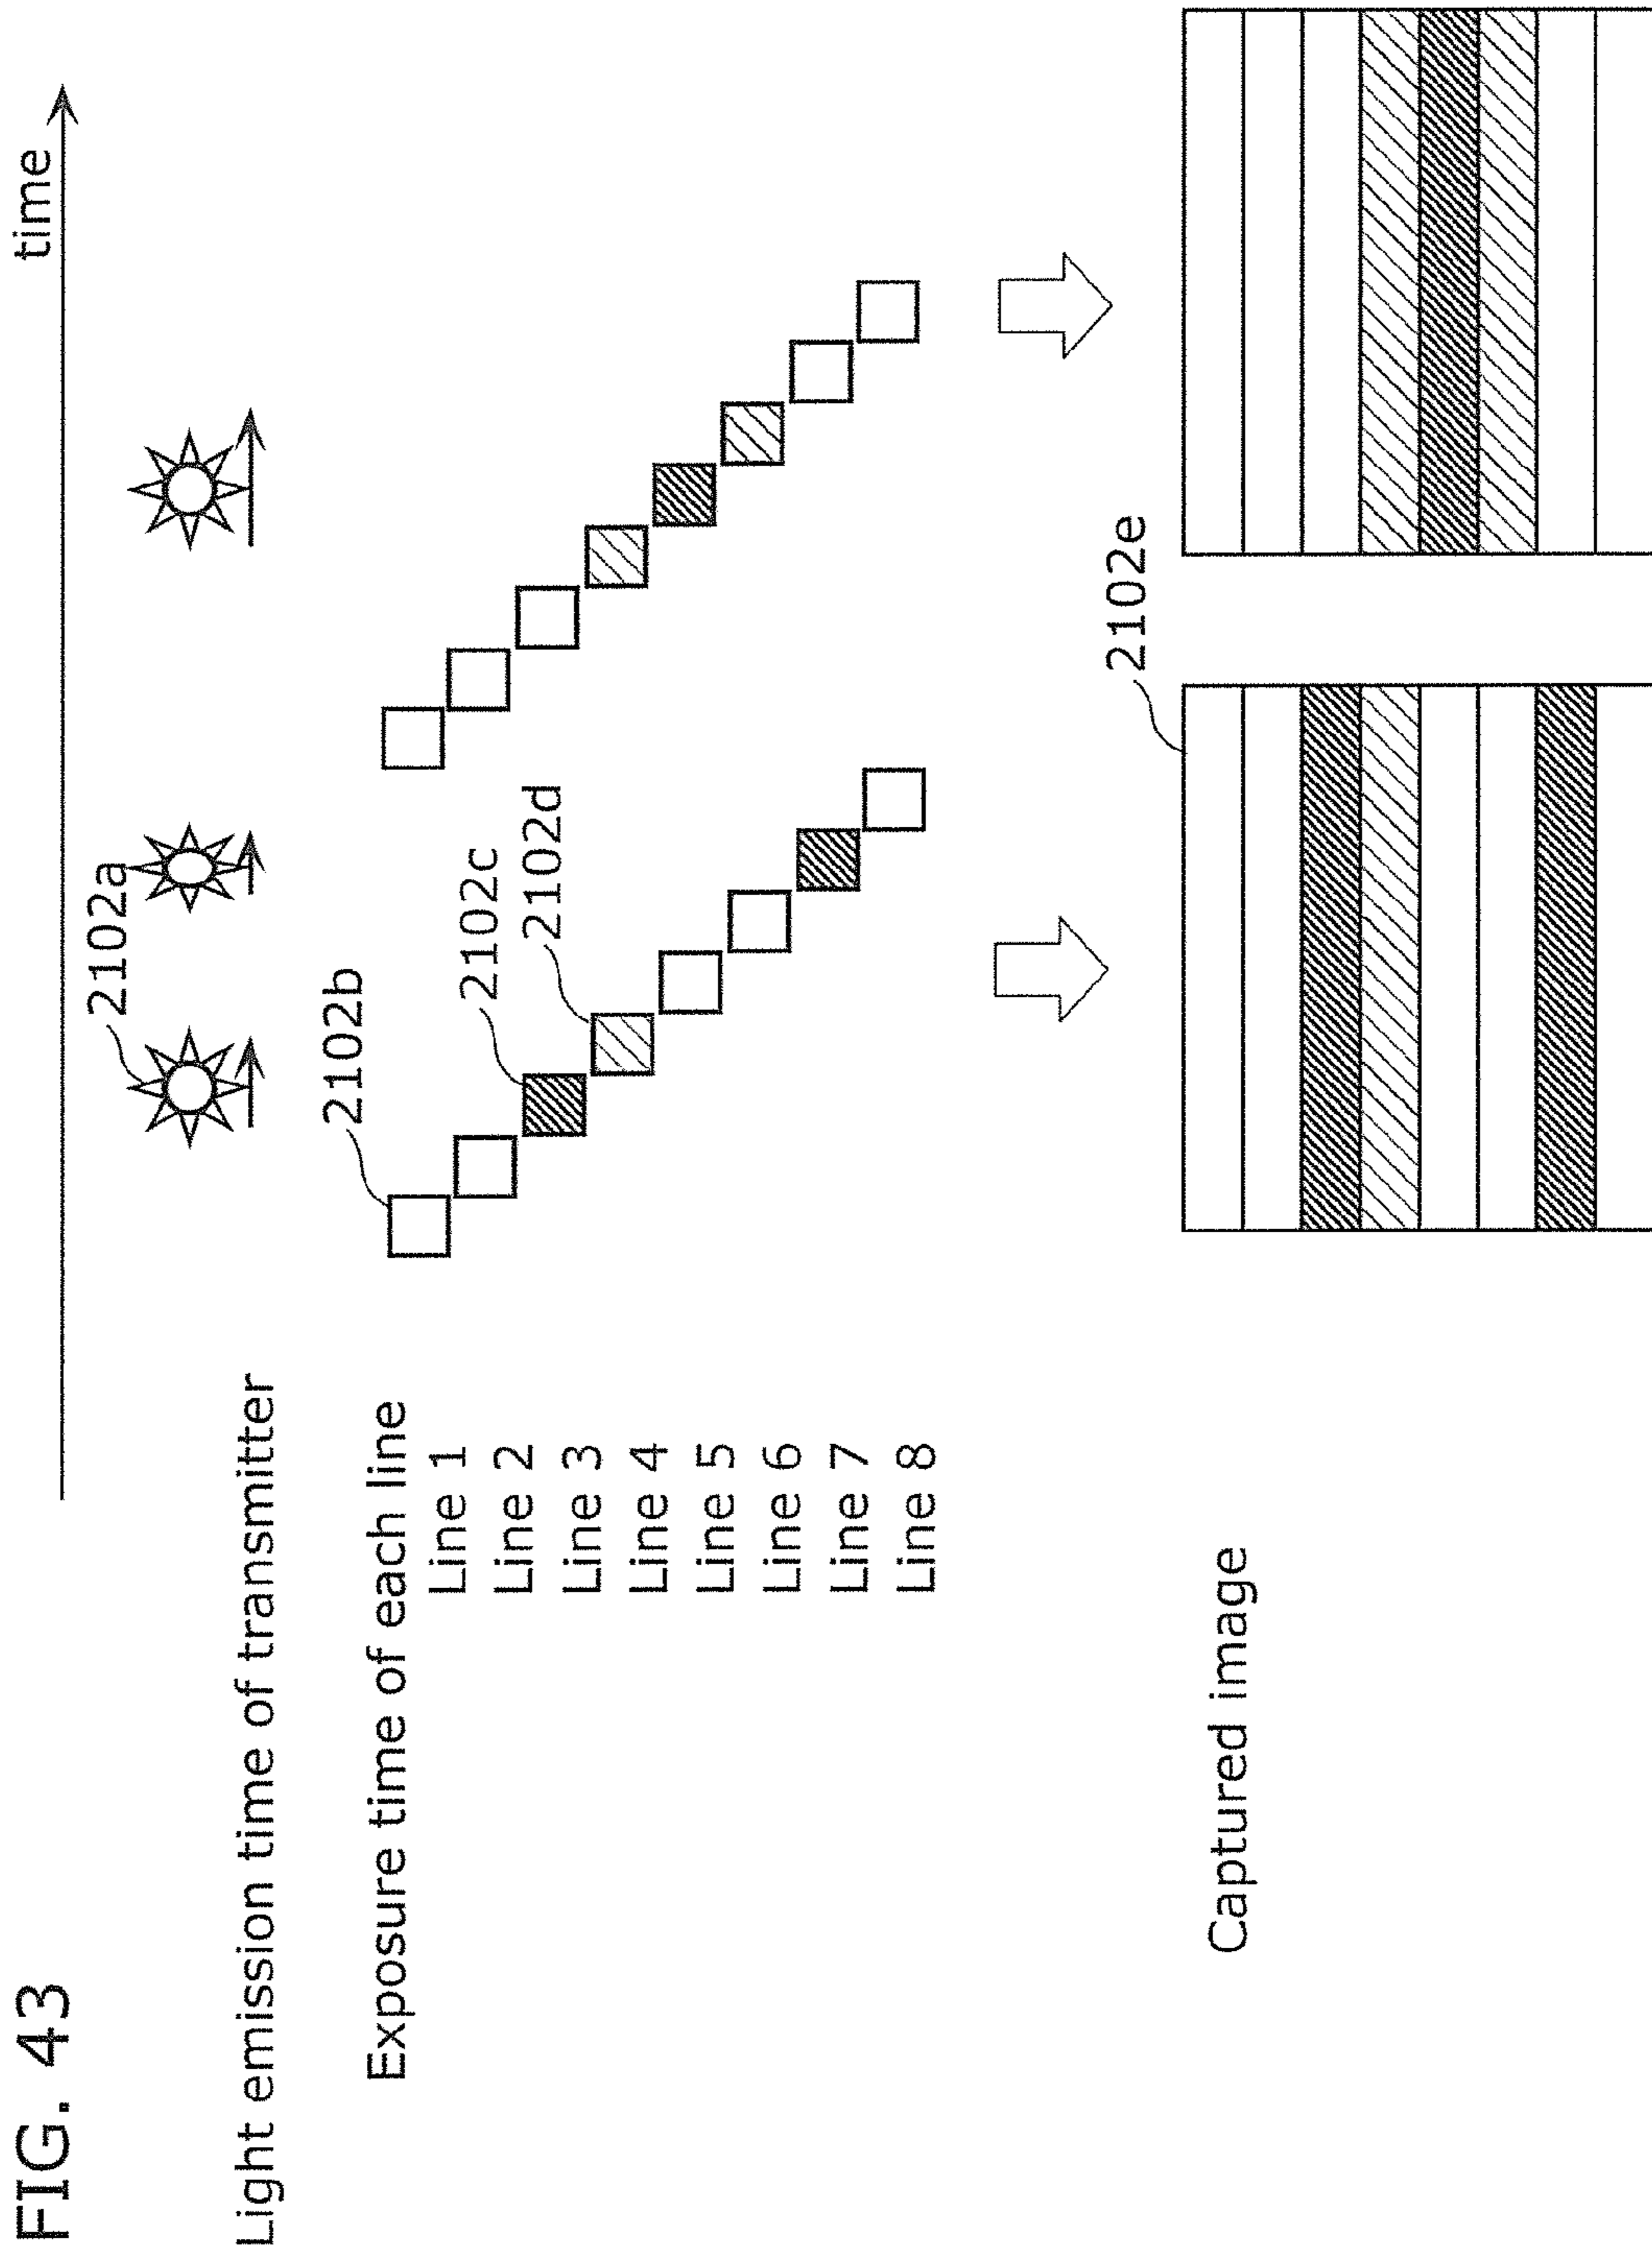 FIG. 43
time
2102a
Light emission time of transmitter
2102b
Exposure time of each line
Line 1
2102c
Line 2
2102d
Line 3
Line 4
Line 5
Line 6
Line 7
Line 8
2102e
Captured image